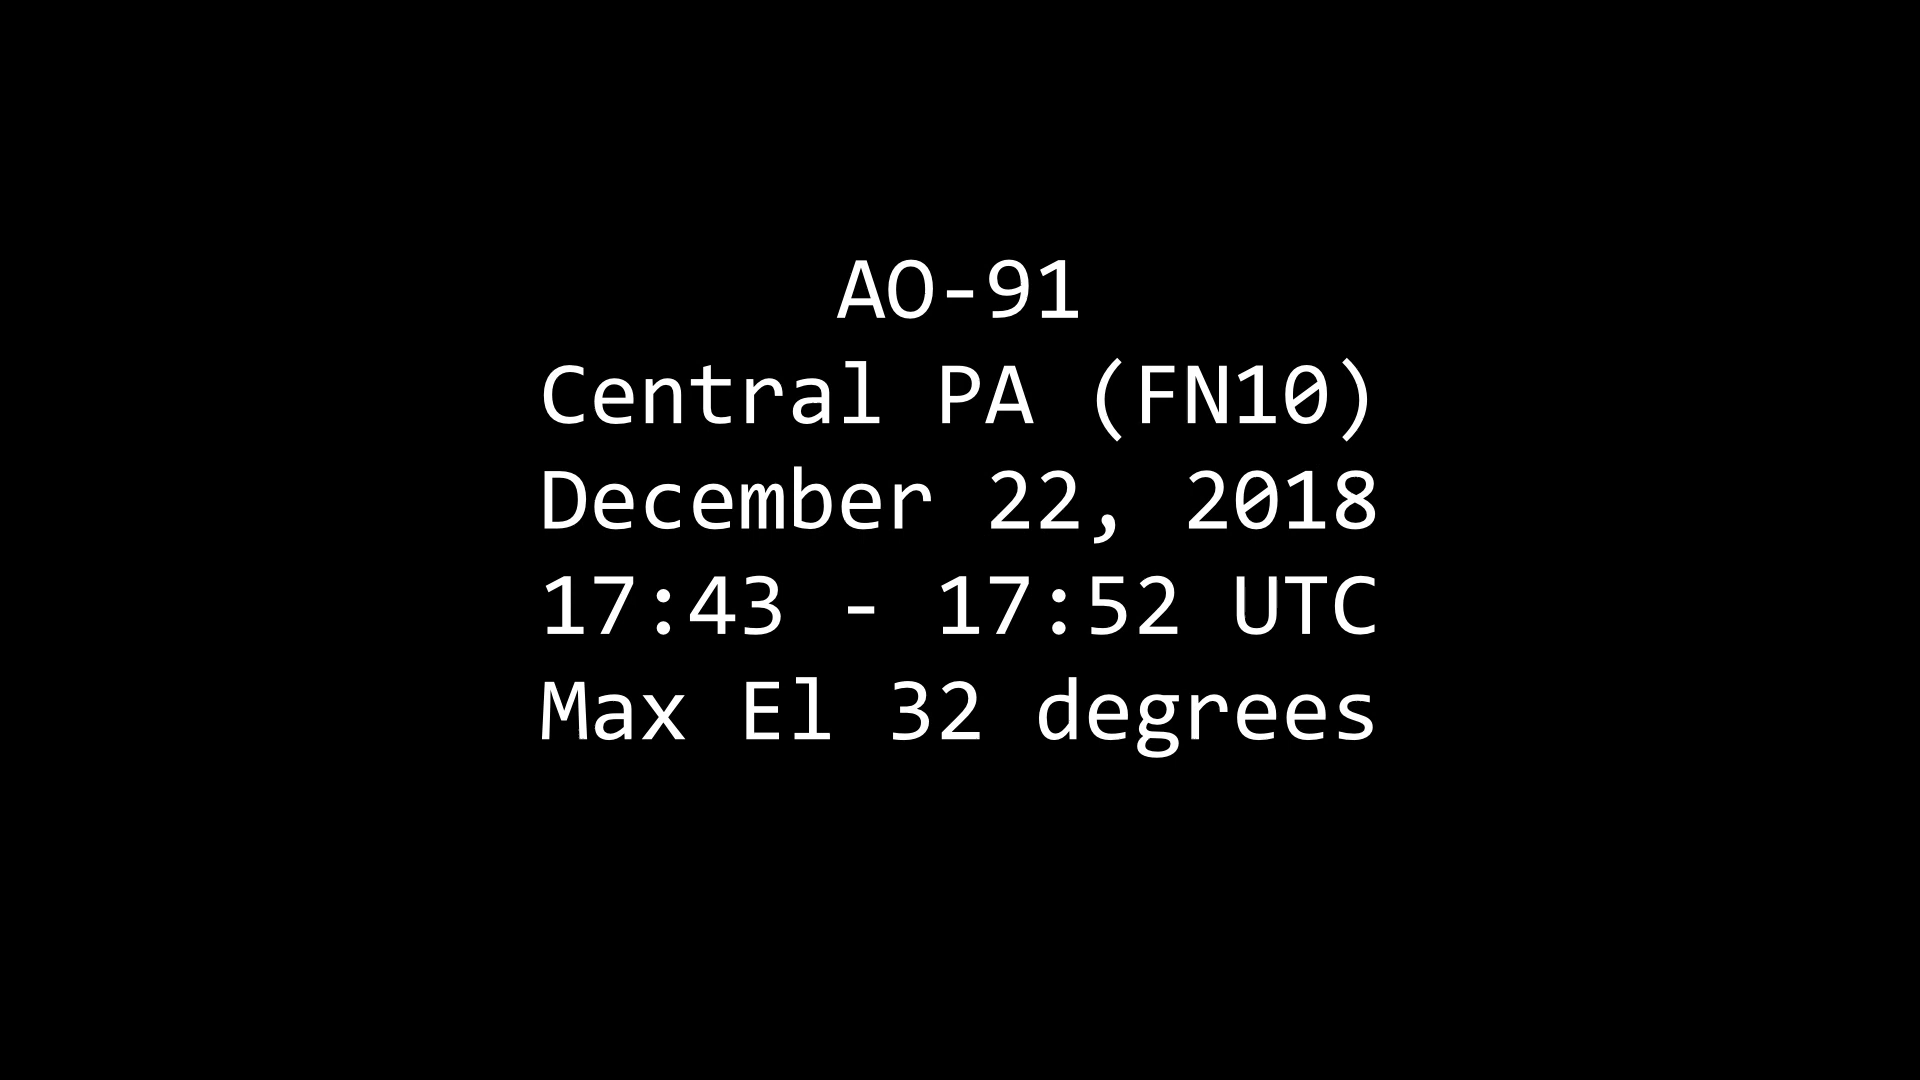 AO-91
Central PA (FN10)
December 22, 2018
17:43 - 17:52 UTC
Max El 32 degrees